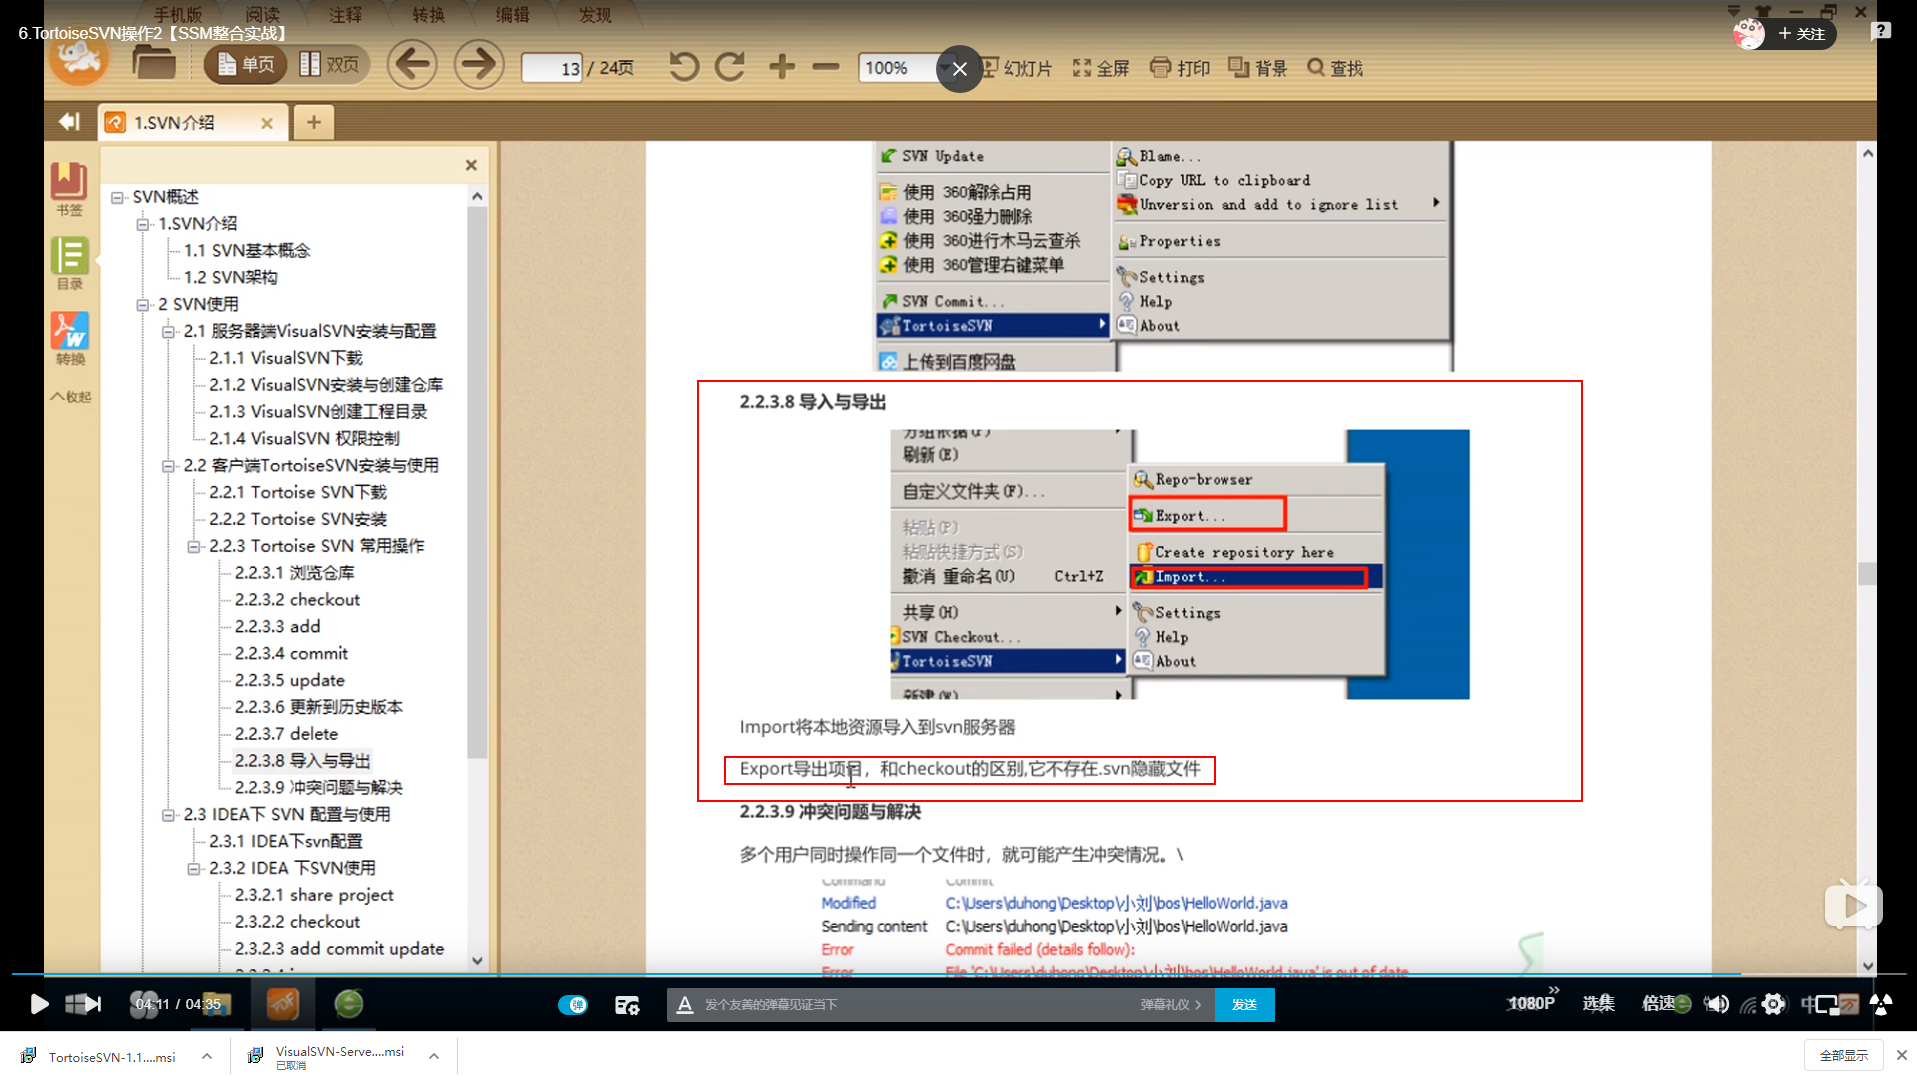 手机版 阅读 注释 转换 编辑 发现
6.TortoiseSVN操作2【SSM整合实战】
+ 关注
单页 双页 13 / 24页 100% 幻灯片 全屏 打印 背景 查找
1.SVN介绍
书签
目录
转换
收起
SVN概述
1.SVN介绍
1.1 SVN基本概念
1.2 SVN架构
2 SVN使用
2.1 服务器端VisualSVN安装与配置
2.1.1 VisualSVN下载
2.1.2 VisualSVN安装与创建仓库
2.1.3 VisualSVN创建工程目录
2.1.4 VisualSVN 权限控制
2.2 客户端TortoiseSVN安装与使用
2.2.1 Tortoise SVN下载
2.2.2 Tortoise SVN安装
2.2.3 Tortoise SVN 常用操作
2.2.3.1 浏览仓库
2.2.3.2 checkout
2.2.3.3 add
2.2.3.4 commit
2.2.3.5 update
2.2.3.6 更新到历史版本
2.2.3.7 delete
2.2.3.8 导入与导出
2.2.3.9 冲突问题与解决
2.3 IDEA下 SVN 配置与使用
2.3.1 IDEA下svn配置
2.3.2 IDEA 下SVN使用
2.3.2.1 share project
2.3.2.2 checkout
2.3.2.3 add commit update
SVN Update
使用 360解除占用
使用 360强力删除
使用 360进行木马云查杀
使用 360管理右键菜单
SVN Commit...
TortoiseSVN
上传到百度网盘
Blame...
Copy URL to clipboard
Unversion and add to ignore list
Properties
Settings
Help
About
2.2.3.8 导入与导出
分组依据(P)
刷新(E)
自定义文件夹(F)...
粘贴(P)
粘贴快捷方式(S)
撤消 重命名(U) Ctrl+Z
共享(H)
SVN Checkout...
TortoiseSVN
新建(W)
Repo-browser
Export...
Create repository here
Import...
Settings
Help
About
Import将本地资源导入到svn服务器
Export导出项目，和checkout的区别,它不存在.svn隐藏文件
2.2.3.9 冲突问题与解决
多个用户同时操作同一个文件时，就可能产生冲突情况。\
Command Commit
Modified C:\Users\duhong\Desktop\小刘\bos\HelloWorld.java
Sending content C:\Users\duhong\Desktop\小刘\bos\HelloWorld.java
Error Commit failed (details follow):
Error File 'C:\Users\duhong\Desktop\小刘\bos\HelloWorld.java' is out of date
04:11 / 04:35
弹
发个友善的弹幕见证当下 弹幕礼仪 发送
1080P 选集 倍速 中
TortoiseSVN-1.1....msi
VisualSVN-Serve....msi
已取消
全部显示